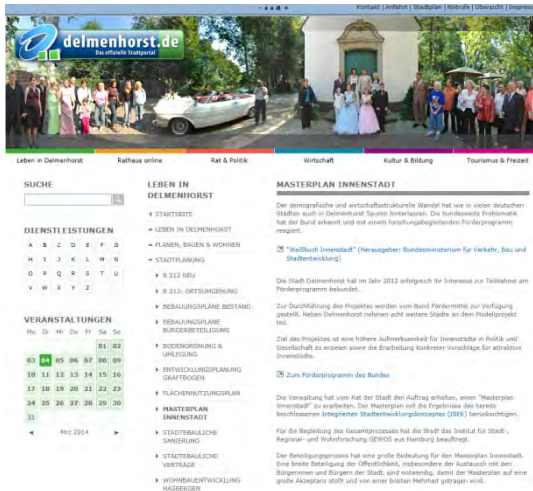 - a a a +
Kontakt | Anfahrt | Stadtplan | Notrufe | Übersicht | Impress
delmenhorst.de
Das offizielle Stadtportal
Leben in Delmenhorst
Rathaus online
Rat & Politik
Wirtschaft
Kultur & Bildung
Tourismus & Freizeit
SUCHE
DIENSTLEISTUNGEN
A B C D E F G
H I J K L M N
O P Q R S T U
V W X Y Z
VERANSTALTUNGEN
Mo Di Mi Do Fr Sa So
01 02
03 04 05 06 07 08 09
10 11 12 13 14 15 16
17 18 19 20 21 22 23
24 25 26 27 28 29 30
31
Mrz 2014
LEBEN IN
DELMENHORST
STARTSEITE
LEBEN IN DELMENHORST
PLANEN, BAUEN & WOHNEN
STADTPLANUNG
B 212 NEU
B 212: ORTSUMGEHUNG
BEBAUUNGSPLÄNE BESTAND
BEBAUUNGSPLÄNE
BÜRGERBETEILIGUNG
BODENORDNUNG &
UMLEGUNG
ENTWICKLUNGSPLANUNG
GRAFTBOGEN
FLÄCHENNUTZUNGSPLAN
MASTERPLAN
INNENSTADT
STÄDTEBAULICHE
SANIERUNG
STÄDTEBAULICHE
VERTRÄGE
WOHNBAUENTWICKLUNG
HASBERGEN
MASTERPLAN INNENSTADT
Der demografische und wirtschaftsstrukturelle Wandel hat wie in vielen deutschen
Städten auch in Delmenhorst Spuren hinterlassen. Die bundesweite Problematik
hat der Bund erkannt und mit einem forschungsbegleitenden Förderprogramm
reagiert.
"Weißbuch Innenstadt" (Herausgeber: Bundesministerium für Verkehr, Bau und
Stadtentwicklung)
Die Stadt Delmenhorst hat im Jahr 2012 erfolgreich ihr Interesse zur Teilnahme am
Förderprogramm bekundet.
Zur Durchführung des Projektes werden vom Bund Fördermittel zur Verfügung
gestellt. Neben Delmenhorst nehmen acht weitere Städte an dem Modellprojekt
teil.
Ziel des Projektes ist eine höhere Aufmerksamkeit für Innenstädte in Politik und
Gesellschaft zu erzielen sowie die Erarbeitung konkreter Vorschläge für attraktive
Innenstädte.
Zum Förderprogramm des Bundes
Die Verwaltung hat vom Rat der Stadt den Auftrag erhalten, einen "Masterplan
Innenstadt" zu erarbeiten. Der Masterplan soll die Ergebnisse des bereits
beschlossenen Integrierten Stadtentwicklungskonzeptes (ISEK) berücksichtigen.
Für die Begleitung des Gesamtprozesses hat die Stadt das Institut für Stadt-,
Regional- und Wohnforschung GEWOS aus Hamburg beauftragt.
Der Beteiligungsprozess hat eine große Bedeutung für den Masterplan Innenstadt.
Eine breite Beteiligung der Öffentlichkeit, insbesondere der Austausch mit den
Bürgerinnen und Bürgern der Stadt, sind notwendig, damit der Masterplan auf eine
große Akzeptanz stößt und von einer breiten Mehrheit getragen wird.